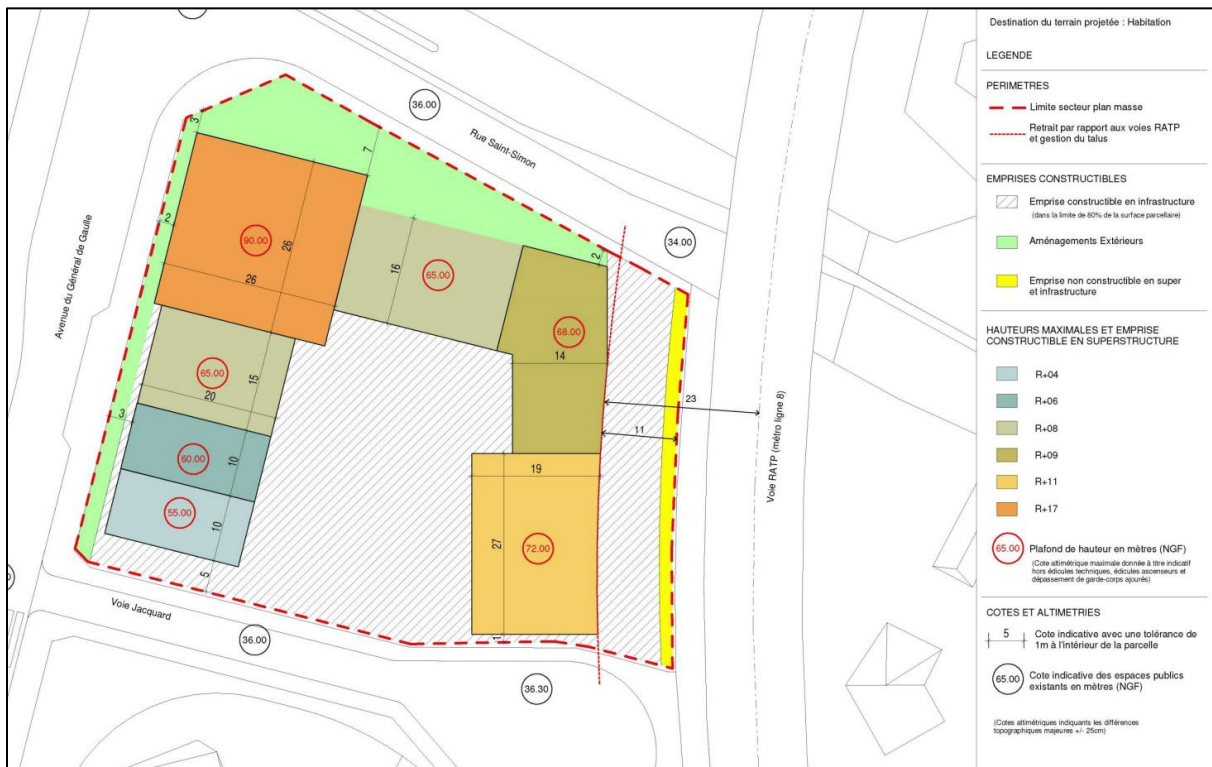 36.00
Rue Saint-Simon
34.00
3
7
2
90.00
26
26
16
65.00
2
68.00
14
Avenue du Général de Gaulle
65.00
15
20
3
60.00
10
55.00
10
5
23
11
Voie RATP (métro ligne 8)
19
27
72.00
1
Voie Jacquard
36.00
36.30
Destination du terrain projetée : Habitation
LEGENDE
PERIMETRES
Limite secteur plan masse
Retrait par rapport aux voies RATP
et gestion du talus
EMPRISES CONSTRUCTIBLES
Emprise constructible en infrastructure
(dans la limite de 80% de la surface parcellaire)
Aménagements Extérieurs
Emprise non constructible en super
et infrastructure
HAUTEURS MAXIMALES ET EMPRISE
CONSTRUCTIBLE EN SUPERSTRUCTURE
R+04
R+06
R+08
R+09
R+11
R+17
65.00
Plafond de hauteur en mètres (NGF)
(Cote altimétrique maximale donnée à titre indicatif
hors édicules techniques, édicules ascenseurs et
dépassement de garde-corps ajourés)
COTES ET ALTIMETRIES
5
Cote indicative avec une tolérance de
1m à l'intérieur de la parcelle
65.00
Cote indicative des espaces publics
existants en mètres (NGF)
(Cotes altimétriques indiquant les différences
topographiques majeures +/- 25cm)